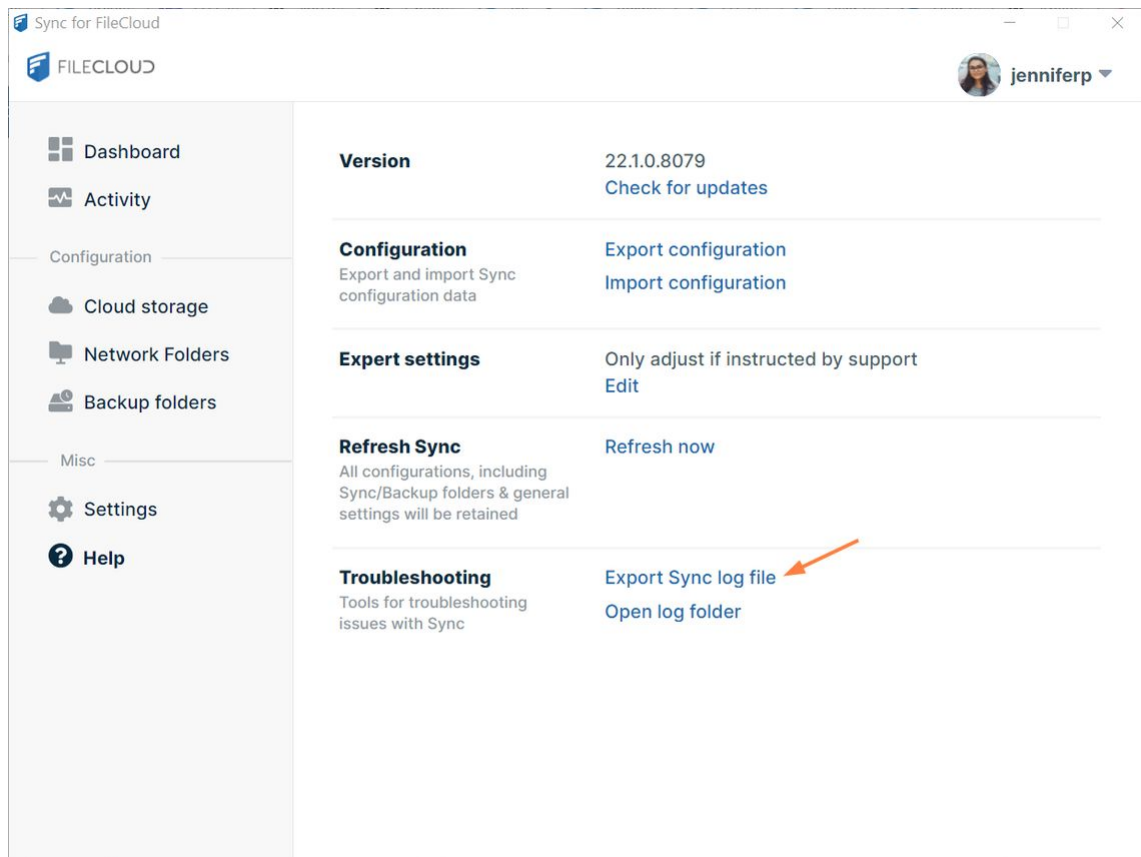 Sync for FileCloud
FILECLOUD
jenniferp
Dashboard
Activity
Configuration
Cloud storage
Network Folders
Backup folders
Misc
Settings
Help
Version
22.1.0.8079
Check for updates
Configuration
Export and import Sync
configuration data
Export configuration
Import configuration
Expert settings
Only adjust if instructed by support
Edit
Refresh Sync
All configurations, including
Sync/Backup folders & general
settings will be retained
Refresh now
Troubleshooting
Tools for troubleshooting
issues with Sync
Export Sync log file
Open log folder